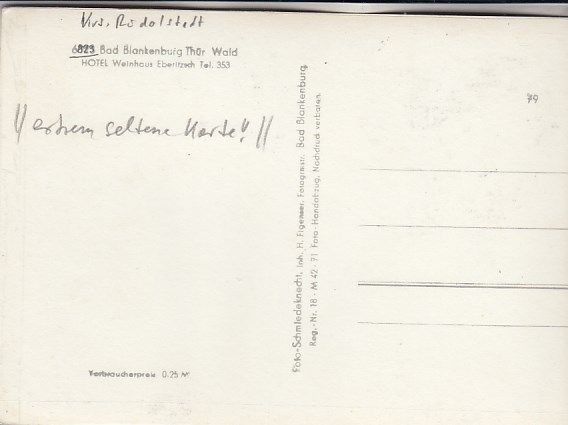 Krs. Rudolstadt
6823 Bad Blankenburg Thür Wald
HOTEL Weinhaus Eberitzsch Tel. 353
79
!! extrem seltene Karte! !!
Foto-Schmiedeknecht, Inh. H. Eigenser, Fotogr. Bad Blankenburg,
Reg.-Nr. 18 - M 42 - 71 Foto-Handabzug, Nachdruck verboten.
Verbraucherpreis 0.25 M